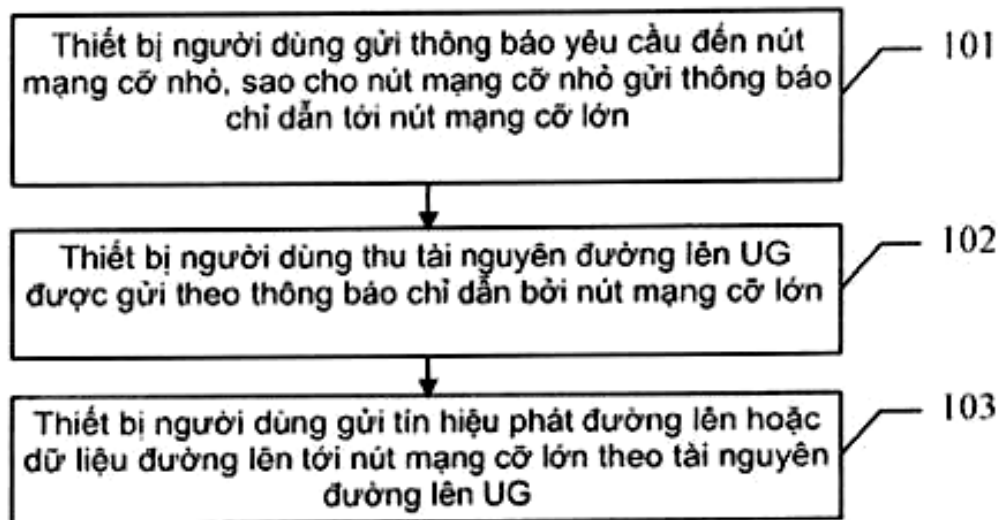 Thiết bị người dùng gửi thông báo yêu cầu đến nút
mạng cỡ nhỏ, sao cho nút mạng cỡ nhỏ gửi thông báo
chỉ dẫn tới nút mạng cỡ lớn
101
Thiết bị người dùng thu tài nguyên đường lên UG
được gửi theo thông báo chỉ dẫn bởi nút mạng cỡ lớn
102
Thiết bị người dùng gửi tín hiệu phát đường lên hoặc
dữ liệu đường lên tới nút mạng cỡ lớn theo tài nguyên
đường lên UG
103